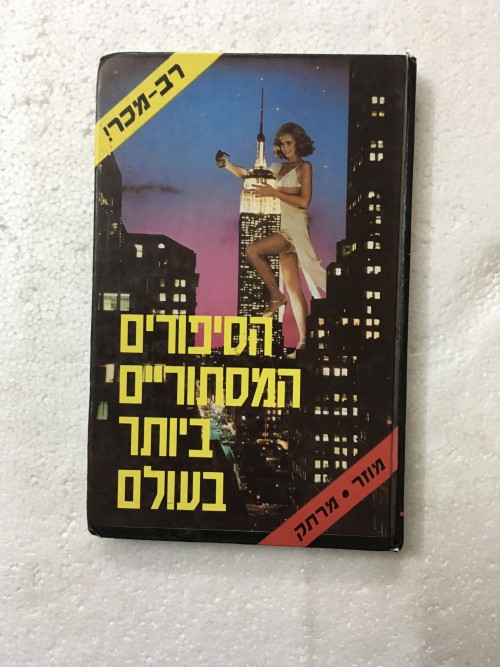 רב-מכר!
הסיפורים
המסתוריים
ביותר
בעולם
מוזר • מרתק